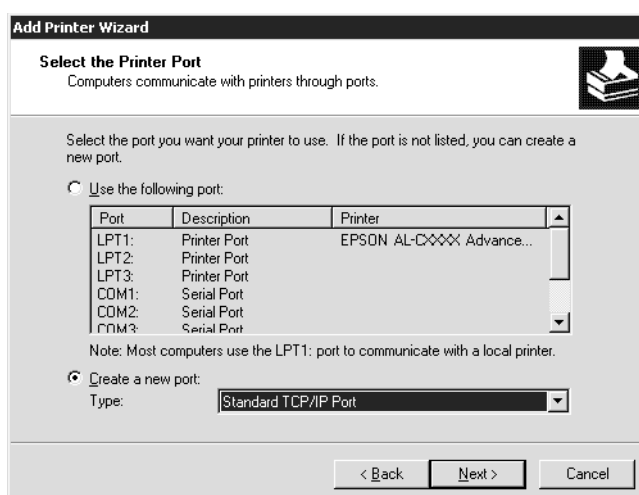 Add Printer Wizard
Select the Printer Port
Computers communicate with printers through ports.
Select the port you want your printer to use. If the port is not listed, you can create a
new port.
Use the following port:
Port Description Printer
LPT1: Printer Port EPSON AL-CXXXX Advance...
LPT2: Printer Port
LPT3: Printer Port
COM1: Serial Port
COM2: Serial Port
COM3: Serial Port
Note: Most computers use the LPT1: port to communicate with a local printer.
Create a new port:
Type: Standard TCP/IP Port
< Back Next > Cancel